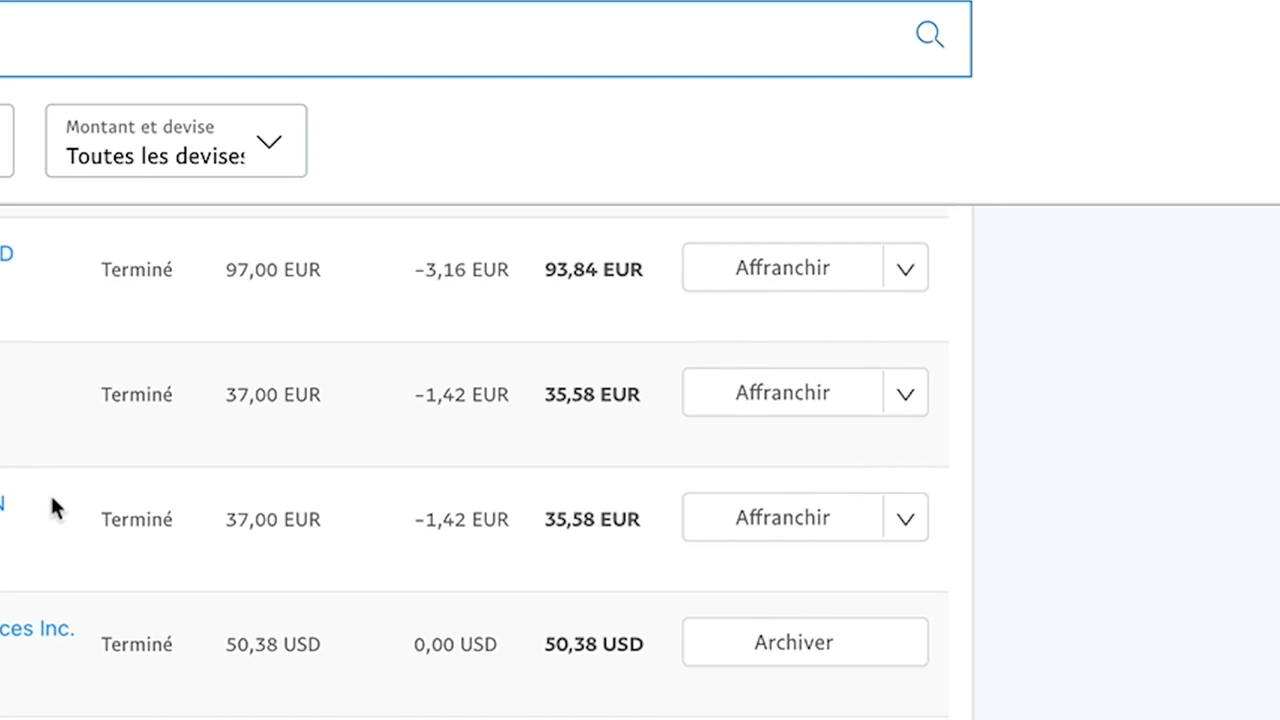 Montant et devise
Toutes les devises
D
Terminé 97,00 EUR -3,16 EUR 93,84 EUR Affranchir
Terminé 37,00 EUR -1,42 EUR 35,58 EUR Affranchir
N
Terminé 37,00 EUR -1,42 EUR 35,58 EUR Affranchir
ces Inc.
Terminé 50,38 USD 0,00 USD 50,38 USD Archiver